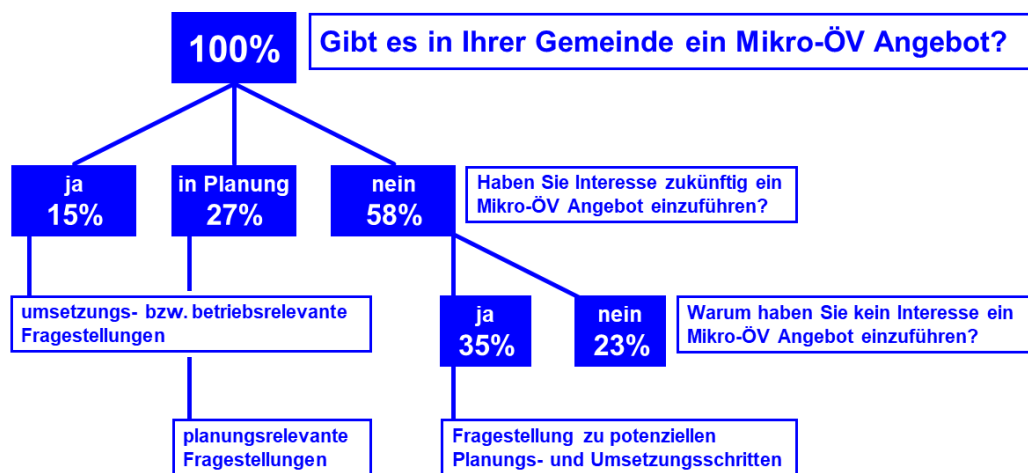 100%
Gibt es in Ihrer Gemeinde ein Mikro-ÖV Angebot?
ja
15%
in Planung
27%
nein
58%
Haben Sie Interesse zukünftig ein
Mikro-ÖV Angebot einzuführen?
umsetzungs- bzw. betriebsrelevante
Fragestellungen
ja
35%
nein
23%
Warum haben Sie kein Interesse ein
Mikro-ÖV Angebot einzuführen?
planungsrelevante
Fragestellungen
Fragestellung zu potenziellen
Planungs- und Umsetzungsschritten